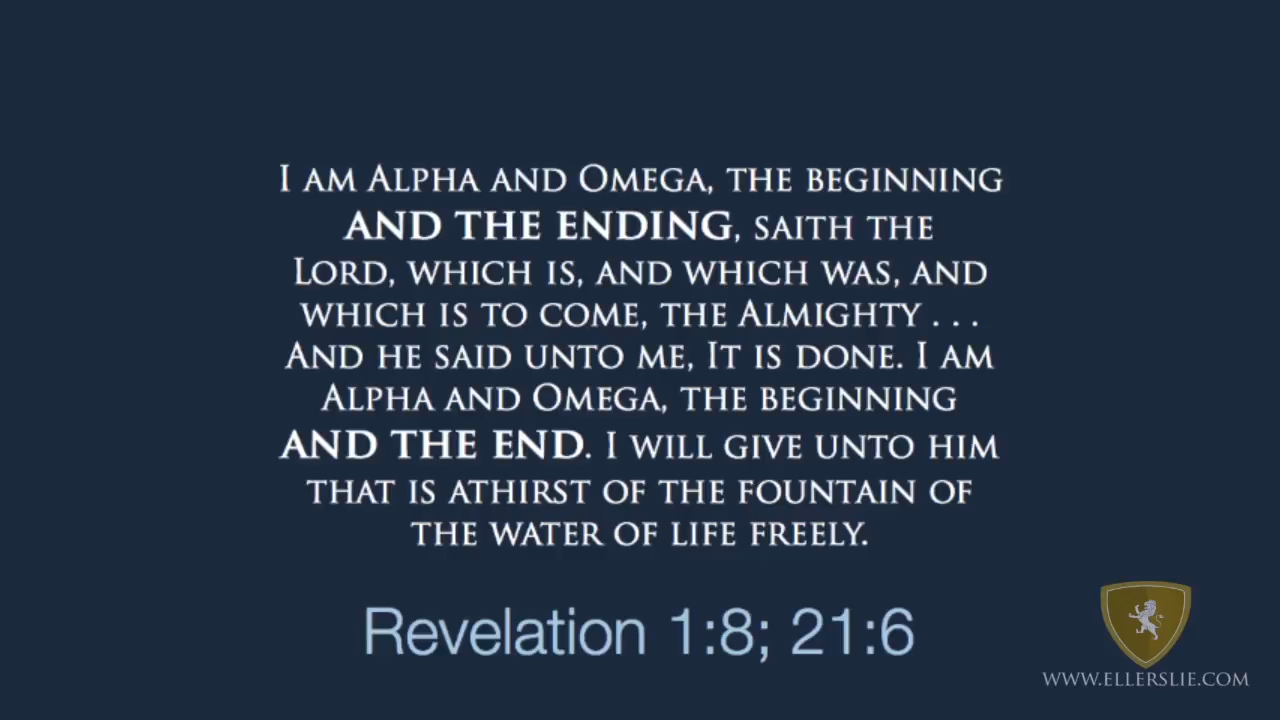 I am Alpha and Omega, the beginning
and the ending, saith the
Lord, which is, and which was, and
which is to come, the Almighty . . .
And he said unto me, It is done. I am
Alpha and Omega, the beginning
and the end. I will give unto him
that is athirst of the fountain of
the water of life freely.
Revelation 1:8; 21:6
www.ellerslie.com